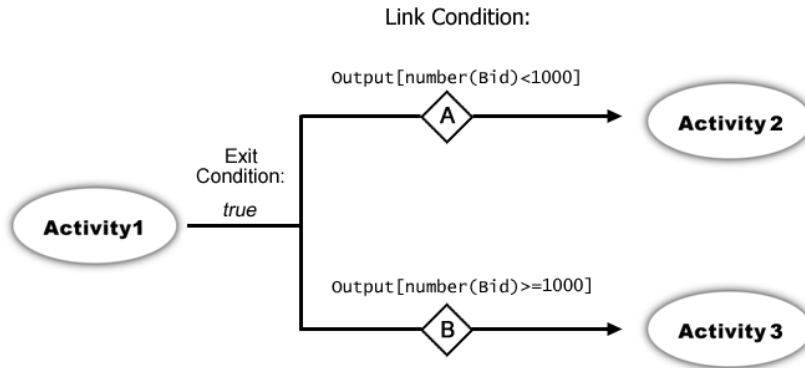 Link Condition:
Output[number(Bid)<1000]
A
Activity 2
Exit
Condition:
true
Activity1
Output[number(Bid)>=1000]
B
Activity 3